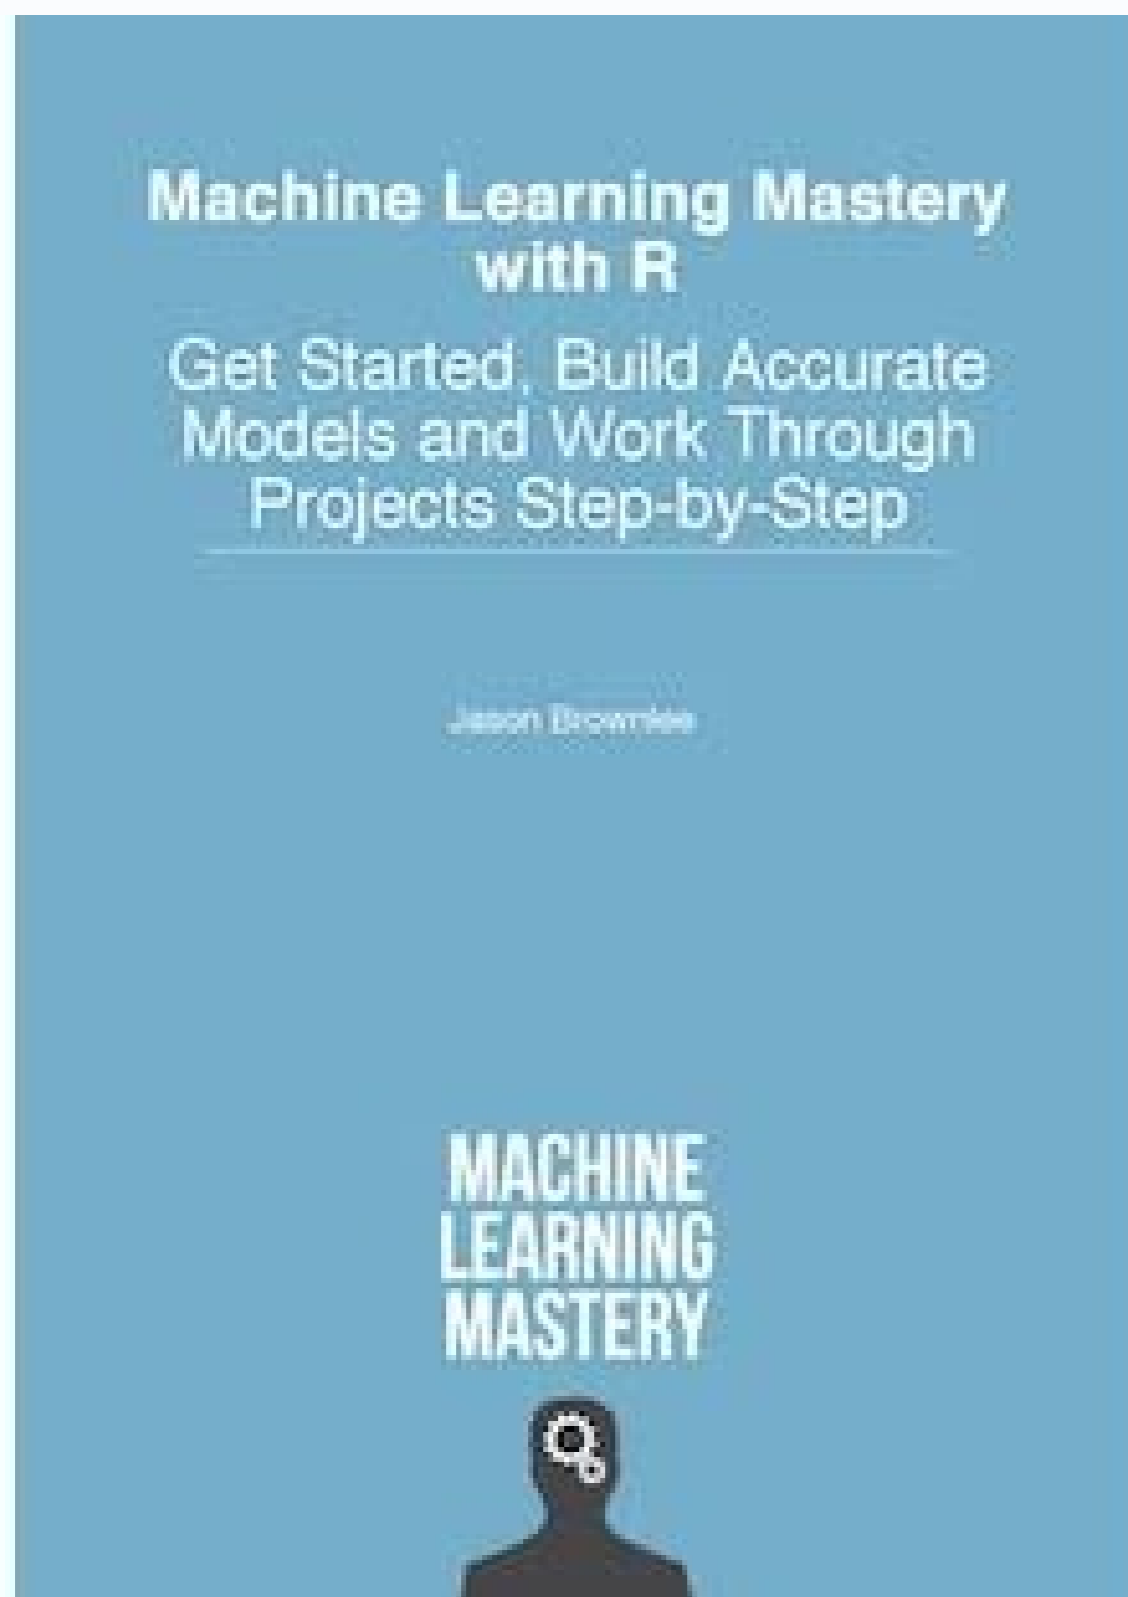 Machine Learning Mastery
with R
Get Started, Build Accurate
Models and Work Through
Projects Step-by-Step
Jason Brownlee
MACHINE
LEARNING
MASTERY